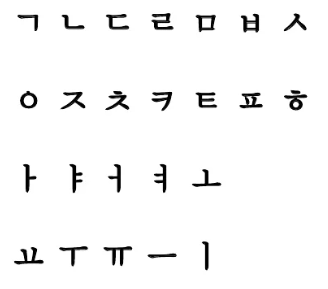 ㄱ ㄴ ㄷ ㄹ ㅁ ㅂ ㅅ
ㅇ ㅈ ㅊ ㅋ ㅌ ㅍ ㅎ
ㅏ ㅑ ㅓ ㅕ ㅗ
ㅛ ㅜ ㅠ ㅡ ㅣ